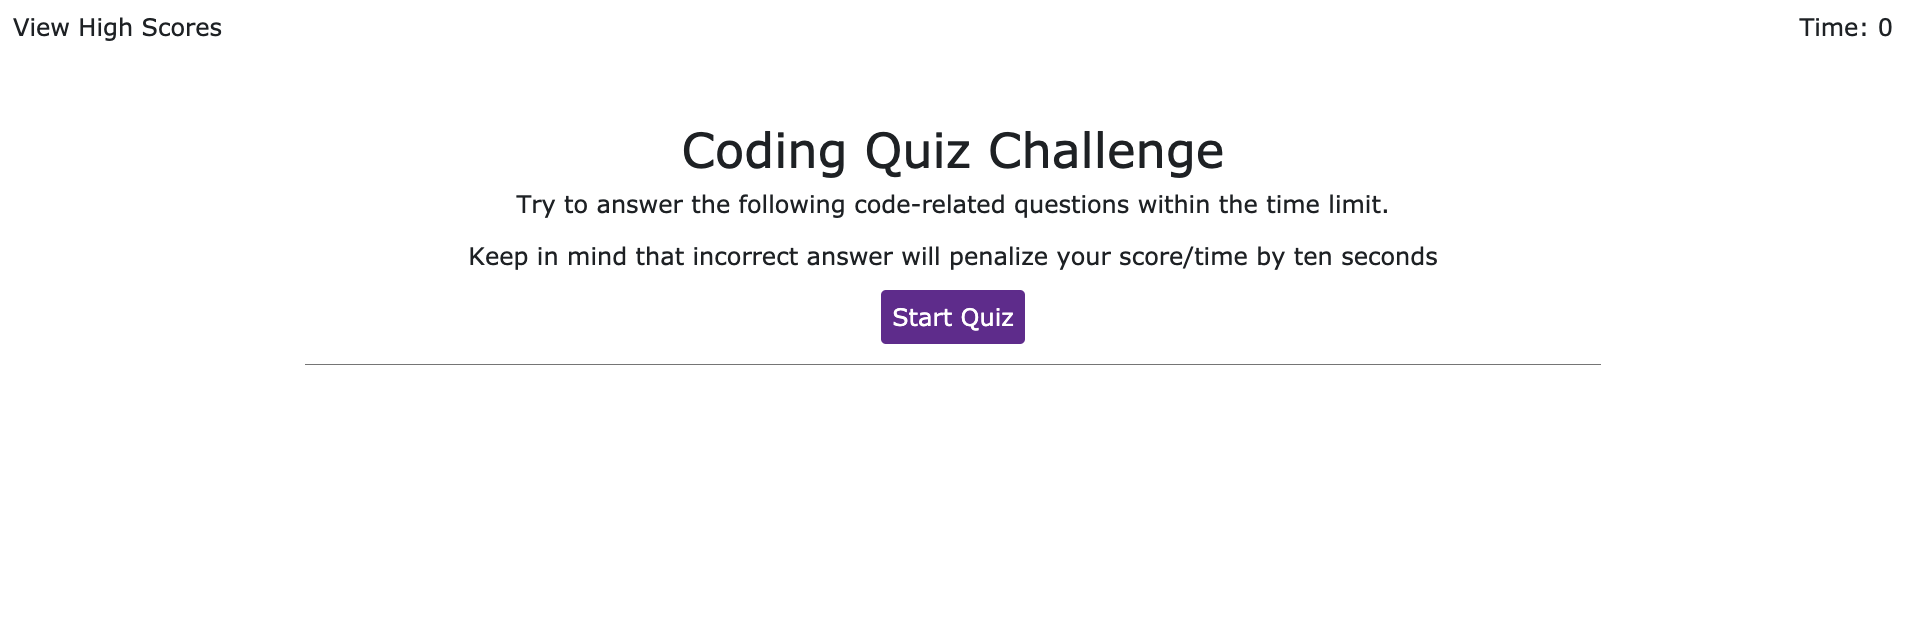 View High Scores
Time: 0
Coding Quiz Challenge
Try to answer the following code-related questions within the time limit.
Keep in mind that incorrect answer will penalize your score/time by ten seconds
Start Quiz